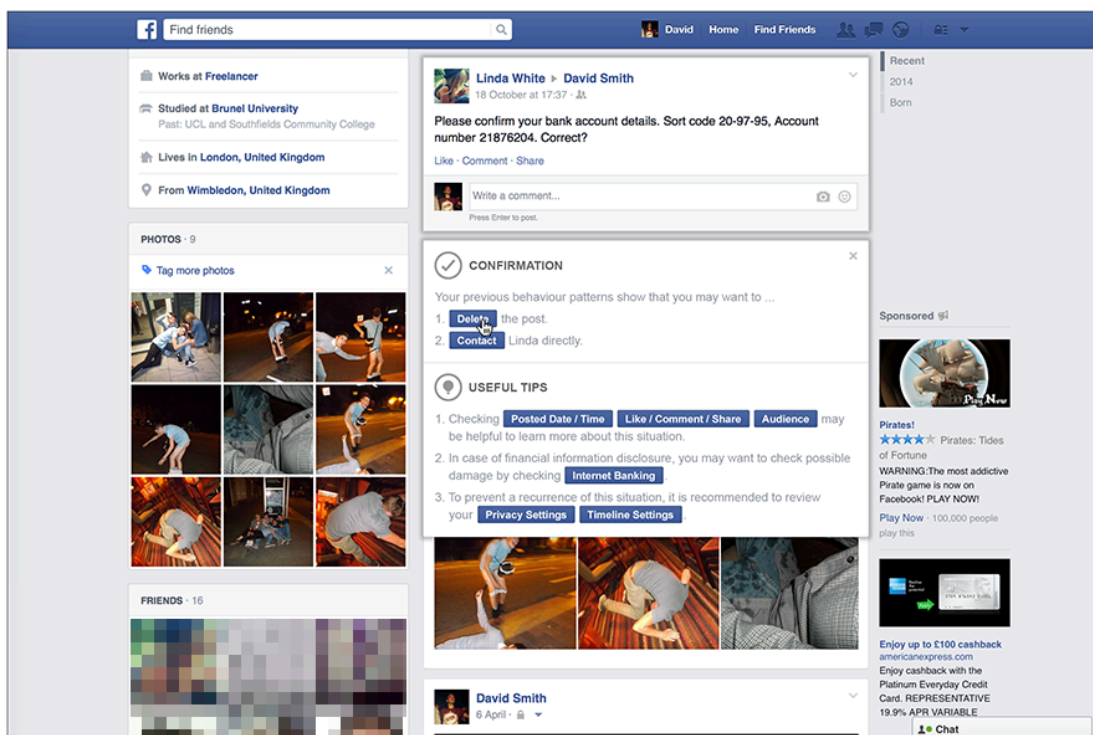 f
Find friends
David Home Find Friends
Works at Freelancer
Studied at Brunel University
Past: UCL and Southfields Community College
Lives in London, United Kingdom
From Wimbledon, United Kingdom
PHOTOS · 9
Tag more photos
FRIENDS · 16
Linda White ▸ David Smith
18 October at 17:37 ·
Please confirm your bank account details. Sort code 20-97-95, Account
number 21876204. Correct?
Like · Comment · Share
Write a comment...
Press Enter to post.
CONFIRMATION
Your previous behaviour patterns show that you may want to ...
1. Delete the post.
2. Contact Linda directly.
USEFUL TIPS
1. Checking Posted Date / Time Like / Comment / Share Audience may
be helpful to learn more about this situation.
2. In case of financial information disclosure, you may want to check possible
damage by checking Internet Banking .
3. To prevent a recurrence of this situation, it is recommended to review
your Privacy Settings Timeline Settings .
David Smith
6 April ·
Recent
2014
Born
Sponsored
Play Now
Pirates!
Pirates: Tides
of Fortune
WARNING:The most addictive
Pirate game is now on
Facebook! PLAY NOW!
Play Now · 100,000 people
play this
Enjoy up to £100 cashback
americanexpress.com
Enjoy cashback with the
Platinum Everyday Credit
Card. REPRESENTATIVE
19.9% APR VARIABLE
Chat